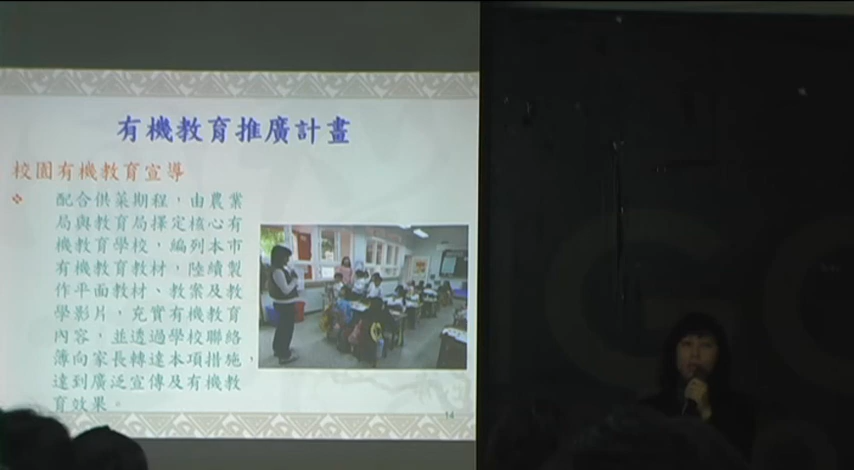 有機教育推廣計畫
校園有機教育宣導
配合供菜期程，由農業
局與教育局擇定核心有
機教育學校，編列本市
有機教育教材，陸續製
作平面教材、教案及教
學影片，充實有機教育
內容，並透過學校聯絡
簿向家長轉達本項措施，
達到廣泛宣傳及有機教
育效果。
14